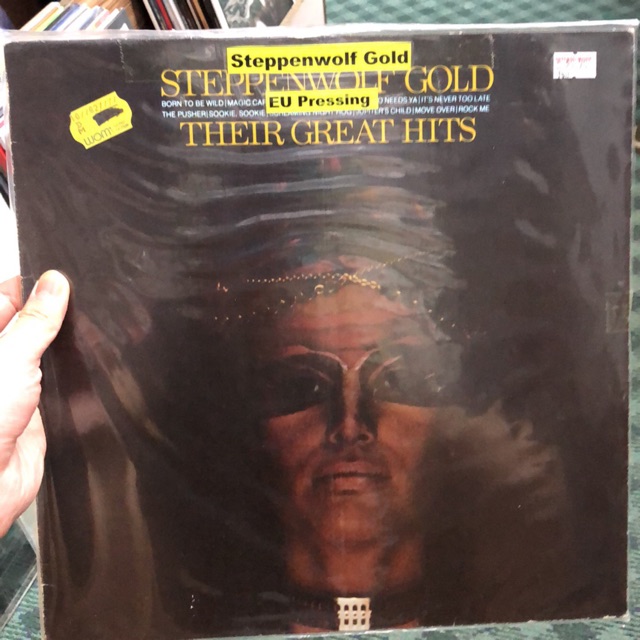 Steppenwolf Gold
STEPPENWOLF GOLD
BORN TO BE WILD | MAGIC CAR
EU Pressing
NEEDS YA | IT'S NEVER TOO LATE
THE PUSHER | SOOKIE, SOOKIE
CHILD | MOVE OVER | ROCK ME
THEIR GREAT HITS
wom